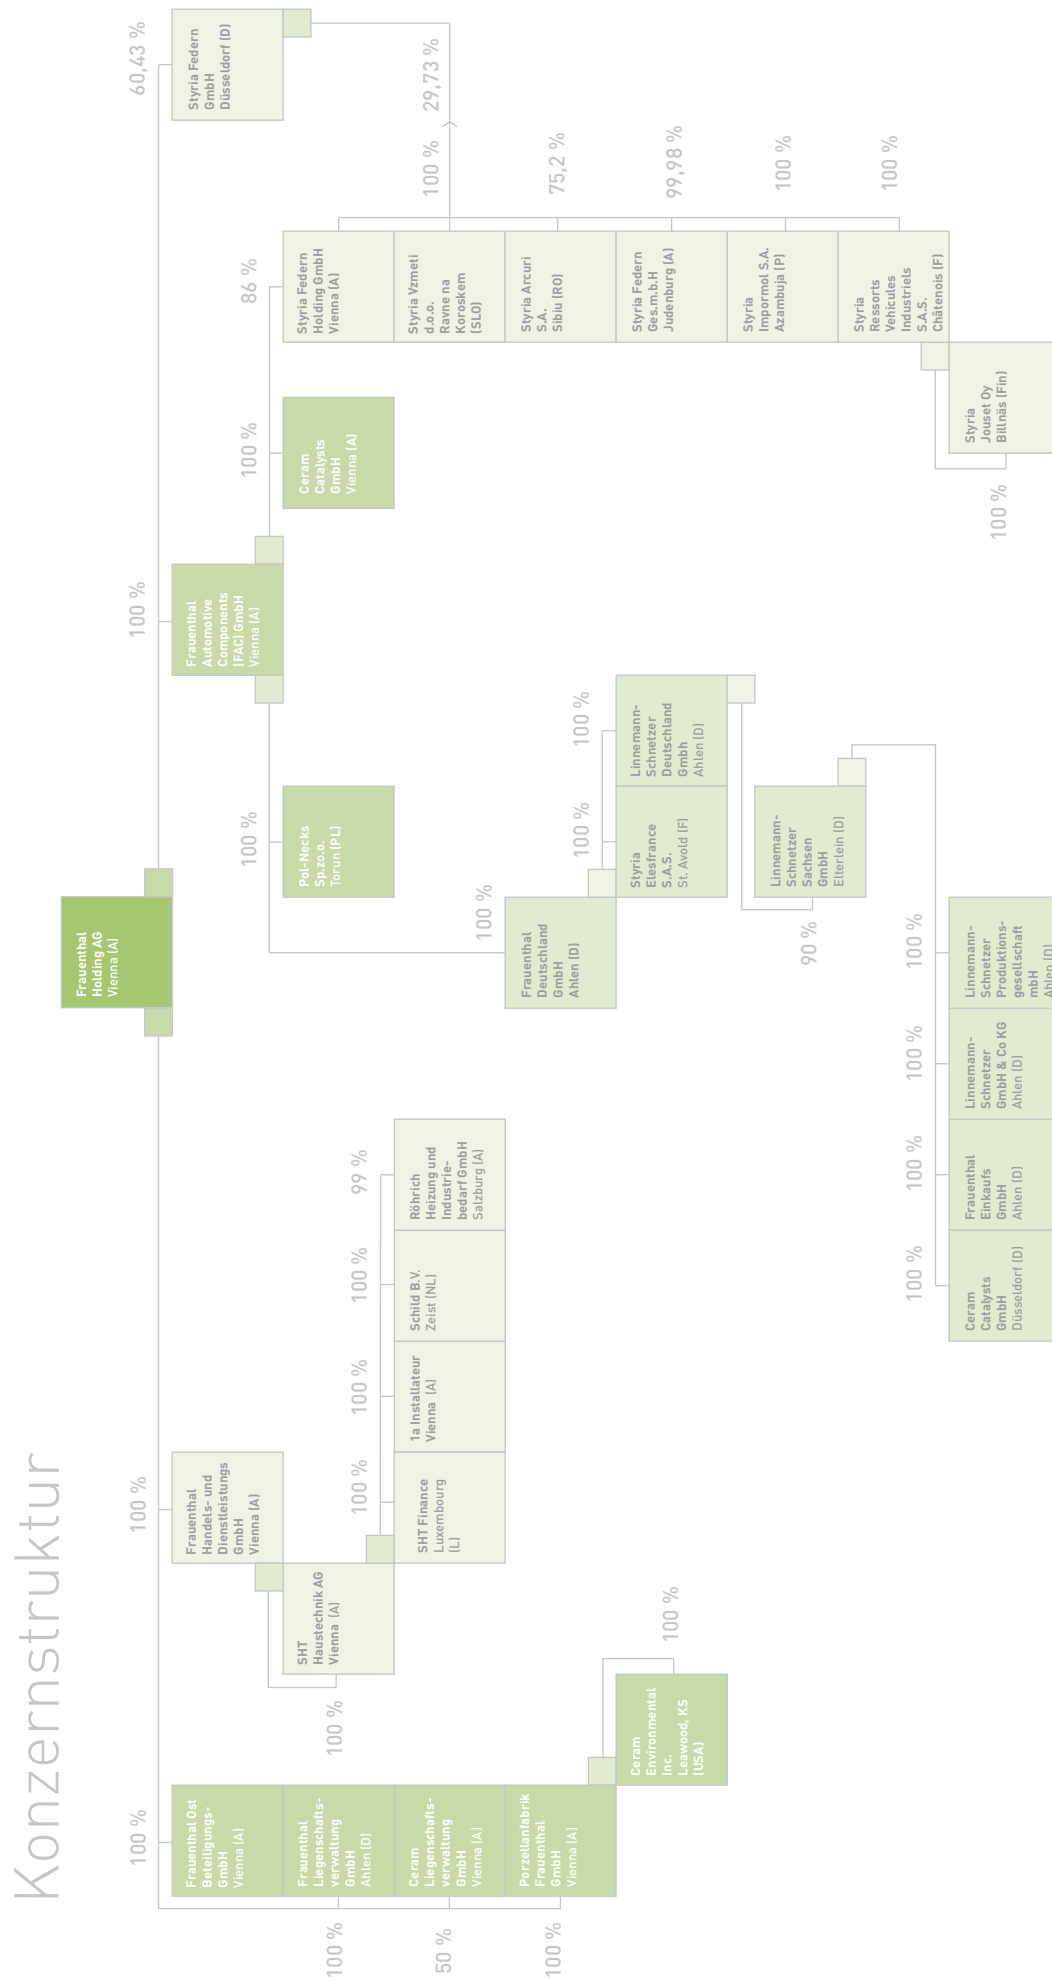 Konzernstruktur
Frauenthal
Holding AG
Vienna (A)
100 %
100 %
100 %
60,43 %
Frauenthal Ost
Beteiligungs-
GmbH
Vienna (A)
Frauenthal
Liegenschafts-
verwaltung
GmbH
Ahlen (D)
100 %
Ceram
Liegenschafts-
verwaltung
GmbH
Vienna (A)
50 %
Porzellanfabrik
Frauenthal
GmbH
Vienna (A)
100 %
Ceram
Environmental
Inc.
Leawood, KS
(USA)
100 %
Frauenthal
Handels- und
Dienstleistungs
GmbH
Vienna (A)
SHT
Haustechnik AG
Vienna (A)
100 %
100 %
100 %
100 %
99 %
SHT Finance
Luxembourg
(L)
1a Installateur
Vienna (A)
Schild B.V.
Zeist (NL)
Röhrich
Heizung und
Industrie-
bedarf GmbH
Salzburg (A)
Frauenthal
Automotive
Components
(FAC) GmbH
Vienna (A)
100 %
100 %
86 %
Pol-Necks
Sp.zo.o.
Torun (PL)
Ceram
Catalysts
GmbH
Vienna (A)
100 %
Frauenthal
Deutschland
GmbH
Ahlen (D)
100 %
100 %
Styria
Elesfrance
S.A.S.
St. Avold (F)
Linnemann-
Schnetzer
Deutschland
Gmbh
Ahlen (D)
90 %
Linnemann-
Schnetzer
Sachsen
GmbH
Elterlein (D)
100 %
100 %
100 %
100 %
Ceram
Catalysts
GmbH
Düsseldorf (D)
Frauenthal
Einkaufs
GmbH
Ahlen (D)
Linnemann-
Schnetzer
GmbH & Co KG
Ahlen (D)
Linnemann-
Schnetzer
Produktions-
gesellschaft
mbH
Ahlen (D)
Styria Federn
GmbH
Düsseldorf (D)
Styria Federn
Holding GmbH
Vienna (A)
Styria Vzmeti
d.o.o.
Ravne na
Koroskem
(SLO)
100 %
29,73 %
Styria Arcuri
S.A.
Sibiu (RO)
75,2 %
Styria Federn
Ges.m.b.H
Judenburg (A)
99,98 %
Styria
Impormol S.A.
Azambuja (P)
100 %
Styria
Ressorts
Vehicules
Industriels
S.A.S.
Châtenois (F)
100 %
Styria
Jouset Oy
Billnäs (Fin)
100 %